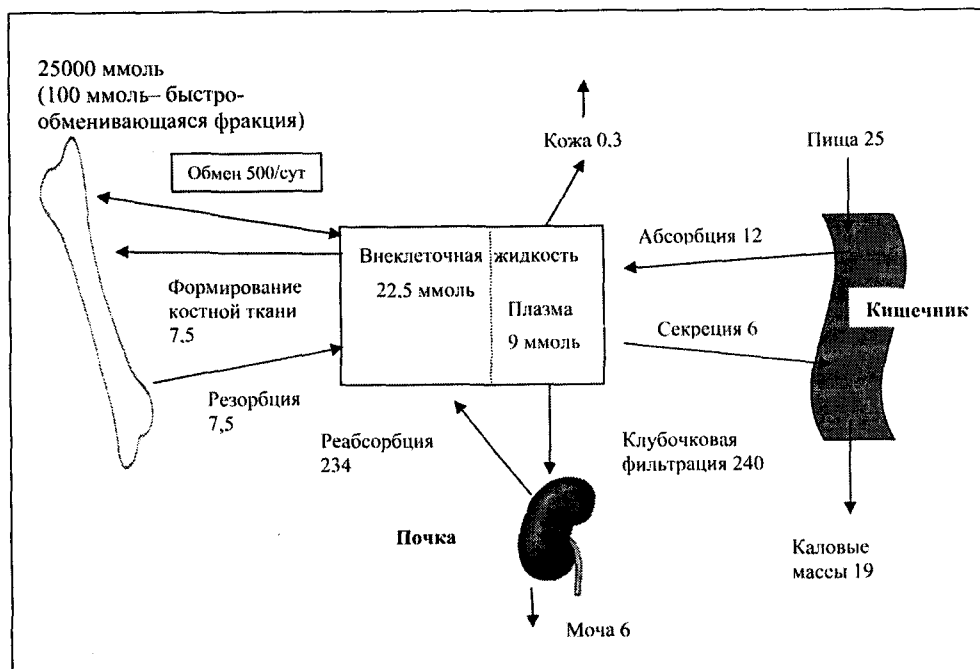 25000 ммоль
(100 ммоль– быстро-
обменивающаяся фракция)
Обмен 500/сут
Кожа 0.3
Пища 25
Абсорбция 12
Внеклеточная жидкость
22.5 ммоль
Плазма
9 ммоль
Формирование
костной ткани
7,5
Кишечник
Секреция 6
Резорбция
7,5
Реабсорбция
234
Клубочковая
фильтрация 240
Почка
Каловые
массы 19
Моча 6